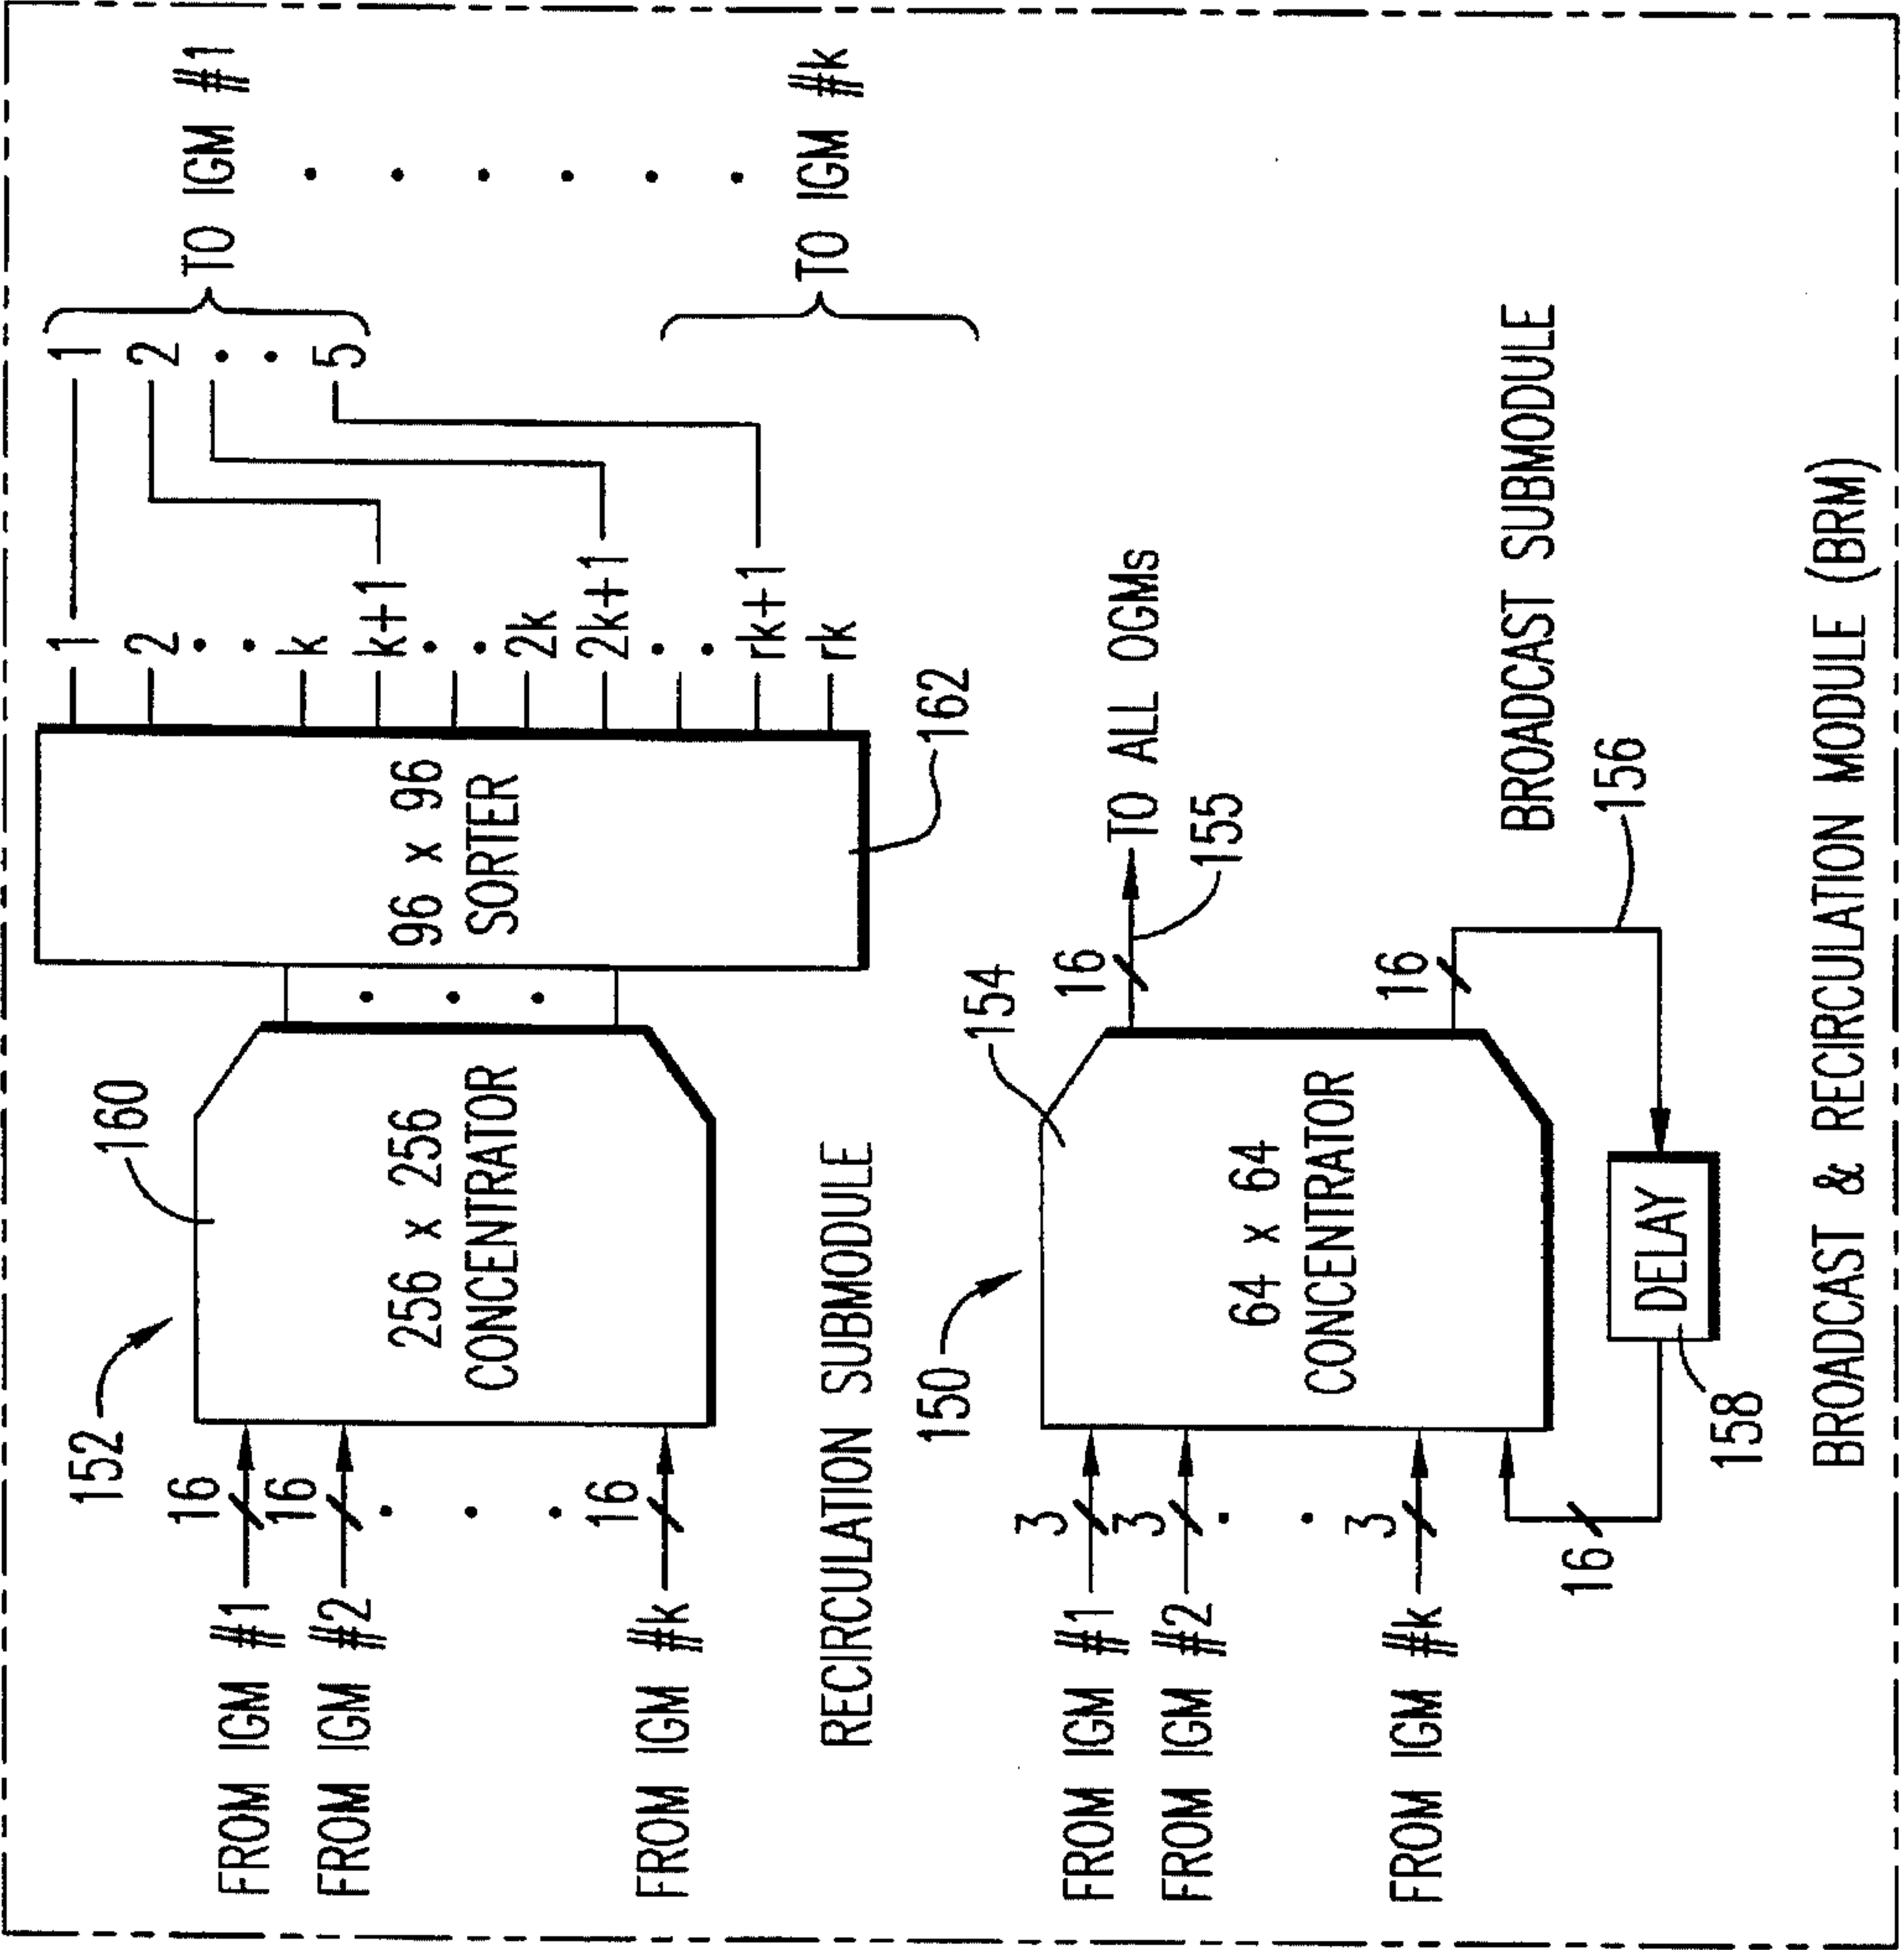 152
160
16
16
16
FROM IGM #1
FROM IGM #2
FROM IGM #k
256 x 256
CONCENTRATOR
96 x 96
SORTER
162
1
2
k
k+1
2k
2k+1
rk+1
rk
1
2
5
TO IGM #1
TO IGM #k
RECIRCULATION SUBMODULE
150
154
3
3
3
FROM IGM #1
FROM IGM #2
FROM IGM #k
64 x 64
CONCENTRATOR
16
TO ALL OGMs
155
16
156
16
DELAY
158
BROADCAST SUBMODULE
BROADCAST & RECIRCULATION MODULE (BRM)